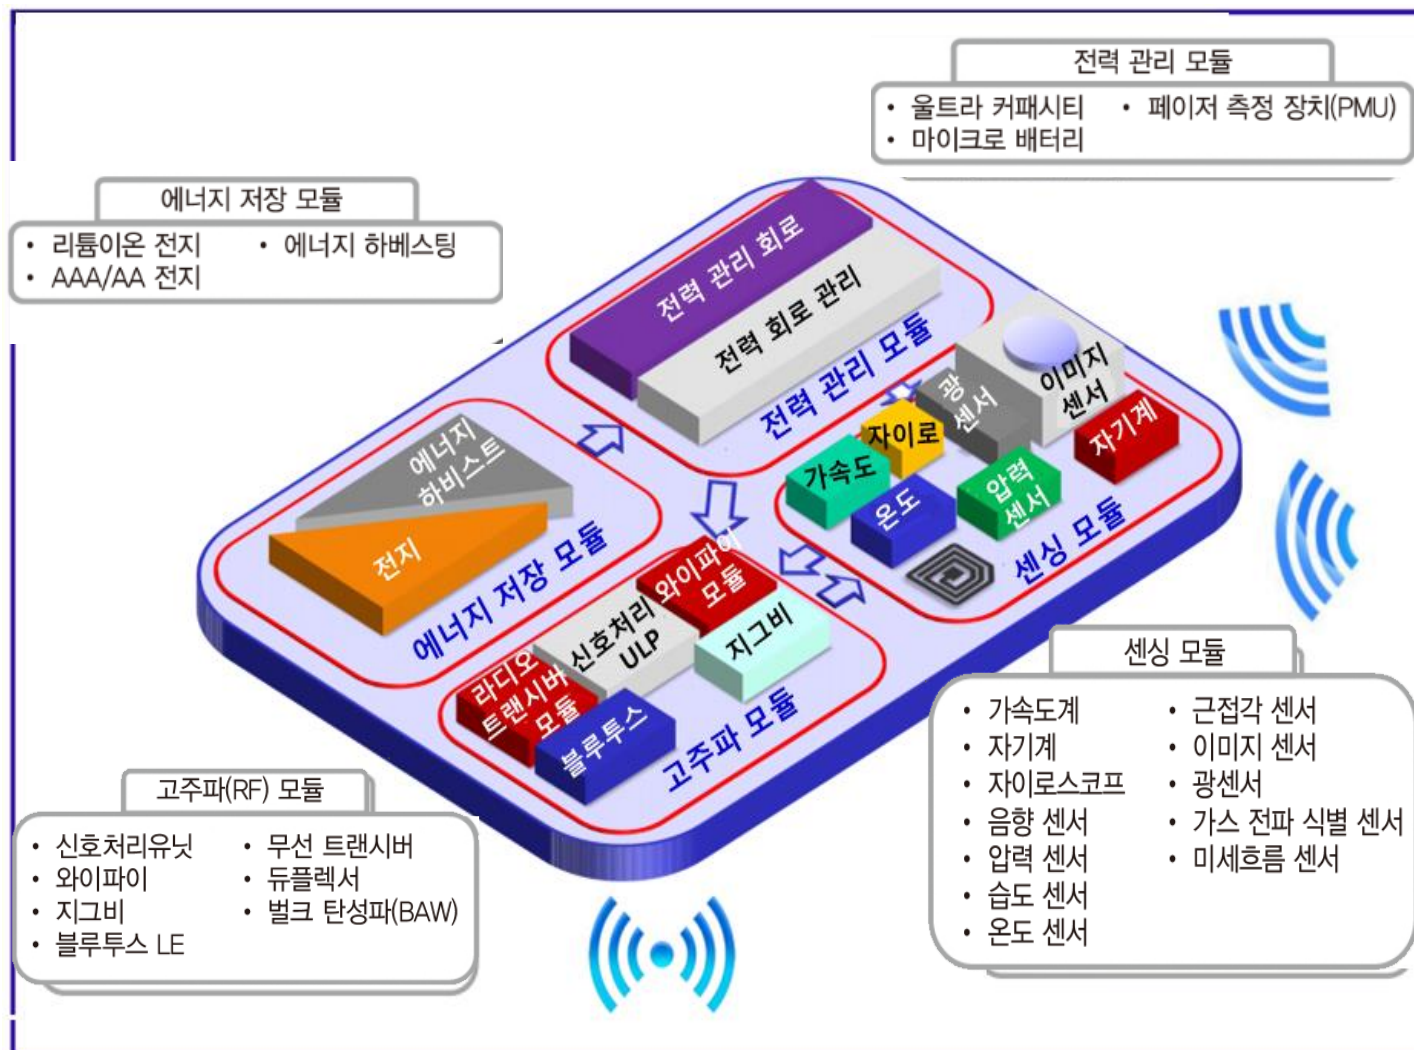 전력 관리 모듈
• 울트라 커패시티 • 페이저 측정 장치(PMU)
• 마이크로 배터리
에너지 저장 모듈
• 리튬이온 전지 • 에너지 하베스팅
• AAA/AA 전지
전력 관리 회로
전력 회로 관리
전력 관리 모듈
에너지
하비스트
전지
에너지 저장 모듈
이미지
센서
광
센서
자기계
자이로
가속도
압력
센서
온도
센싱 모듈
와이파이
모듈
신호처리
ULP
지그비
라디오
트랜시버
모듈
블루투스
고주파 모듈
센싱 모듈
• 가속도계 • 근접각 센서
• 자기계 • 이미지 센서
• 자이로스코프 • 광센서
• 음향 센서 • 가스 전파 식별 센서
• 압력 센서 • 미세흐름 센서
• 습도 센서
• 온도 센서
고주파(RF) 모듈
• 신호처리유닛 • 무선 트랜시버
• 와이파이 • 듀플렉서
• 지그비 • 벌크 탄성파(BAW)
• 블루투스 LE